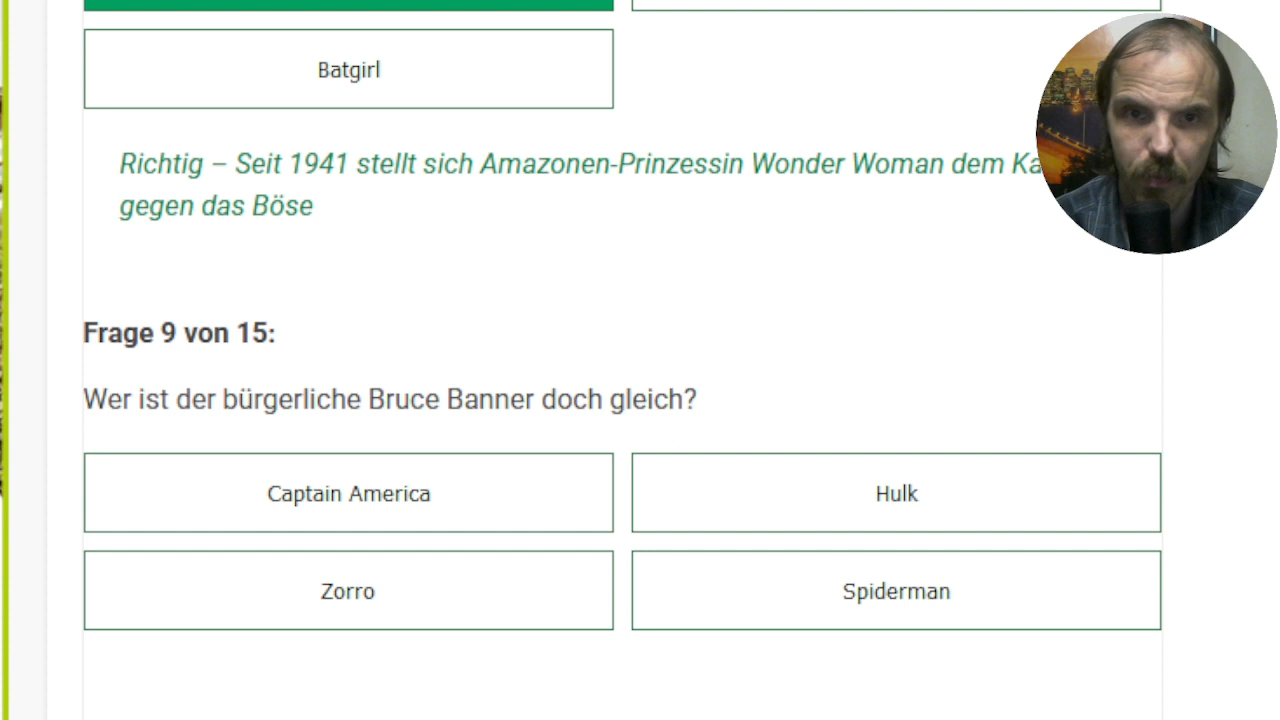 Batgirl
Richtig – Seit 1941 stellt sich Amazonen-Prinzessin Wonder Woman dem
gegen das Böse
Frage 9 von 15:
Wer ist der bürgerliche Bruce Banner doch gleich?
Captain America
Hulk
Zorro
Spiderman